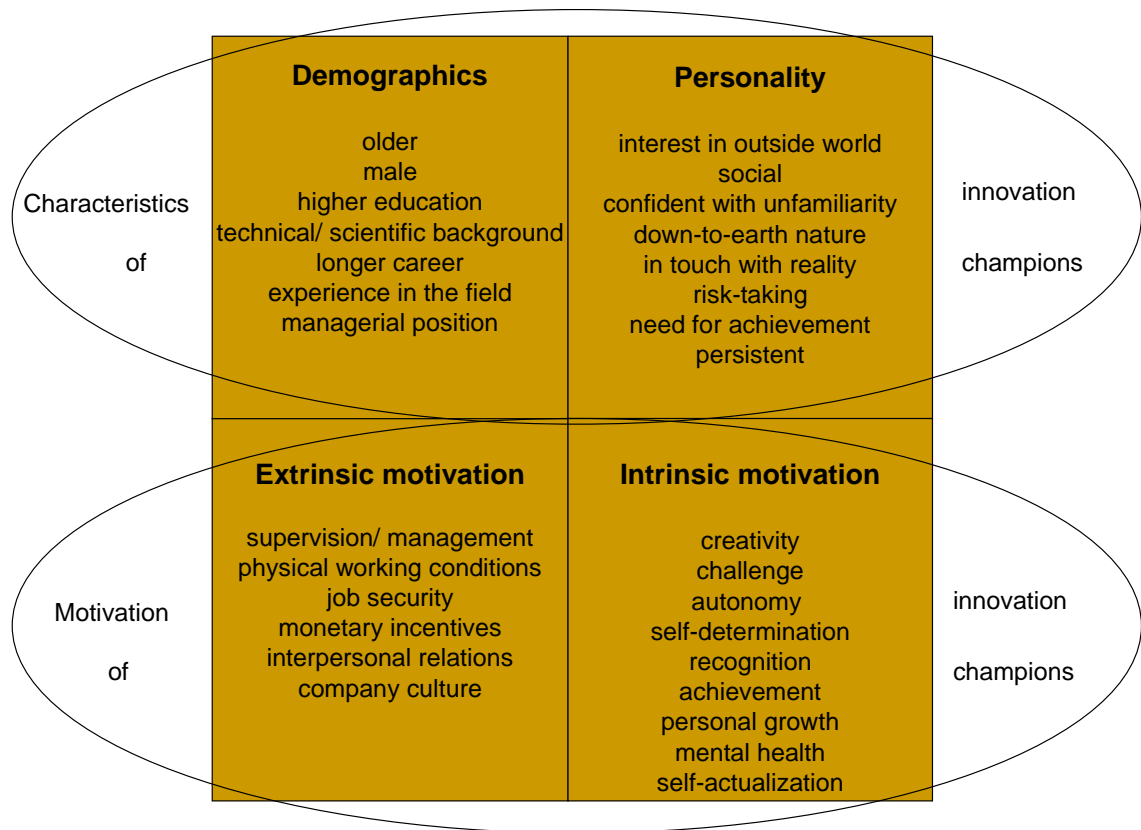 Demographics
older
male
higher education
technical/ scientific background
longer career
experience in the field
managerial position
Personality
interest in outside world
social
confident with unfamiliarity
down-to-earth nature
in touch with reality
risk-taking
need for achievement
persistent
Characteristics
of
innovation
champions
Extrinsic motivation
supervision/ management
physical working conditions
job security
monetary incentives
interpersonal relations
company culture
Intrinsic motivation
creativity
challenge
autonomy
self-determination
recognition
achievement
personal growth
mental health
self-actualization
Motivation
of
innovation
champions